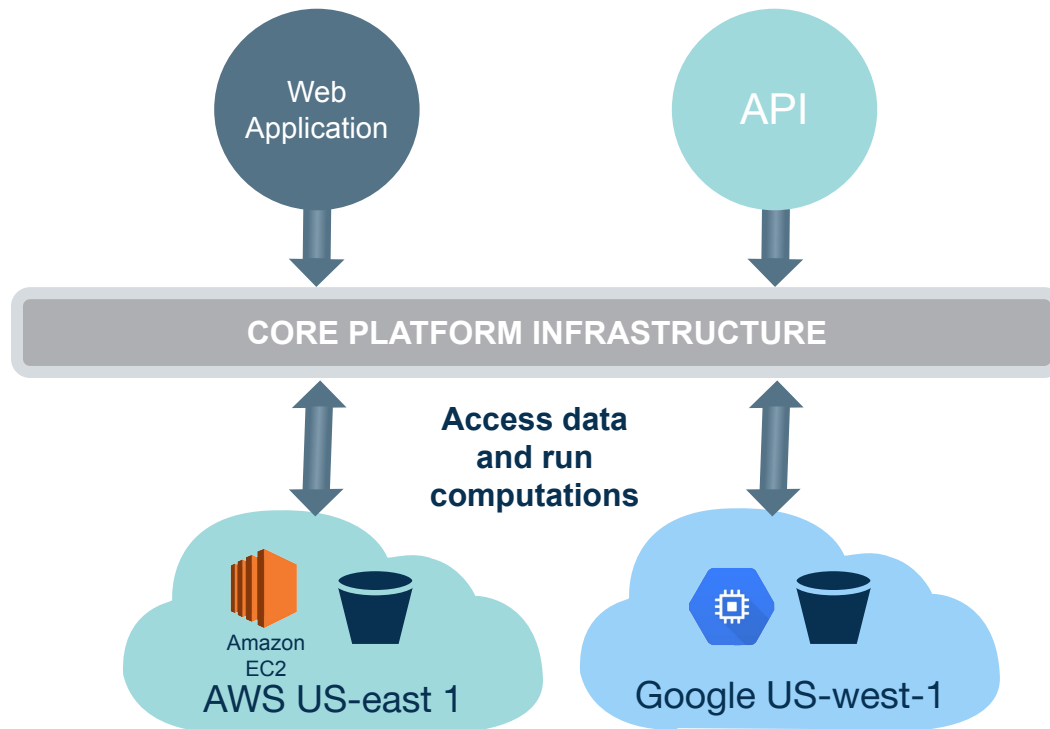 Web
Application
API
CORE PLATFORM INFRASTRUCTURE
Access data
and run
computations
Amazon
EC2
AWS US-east 1
Google US-west-1